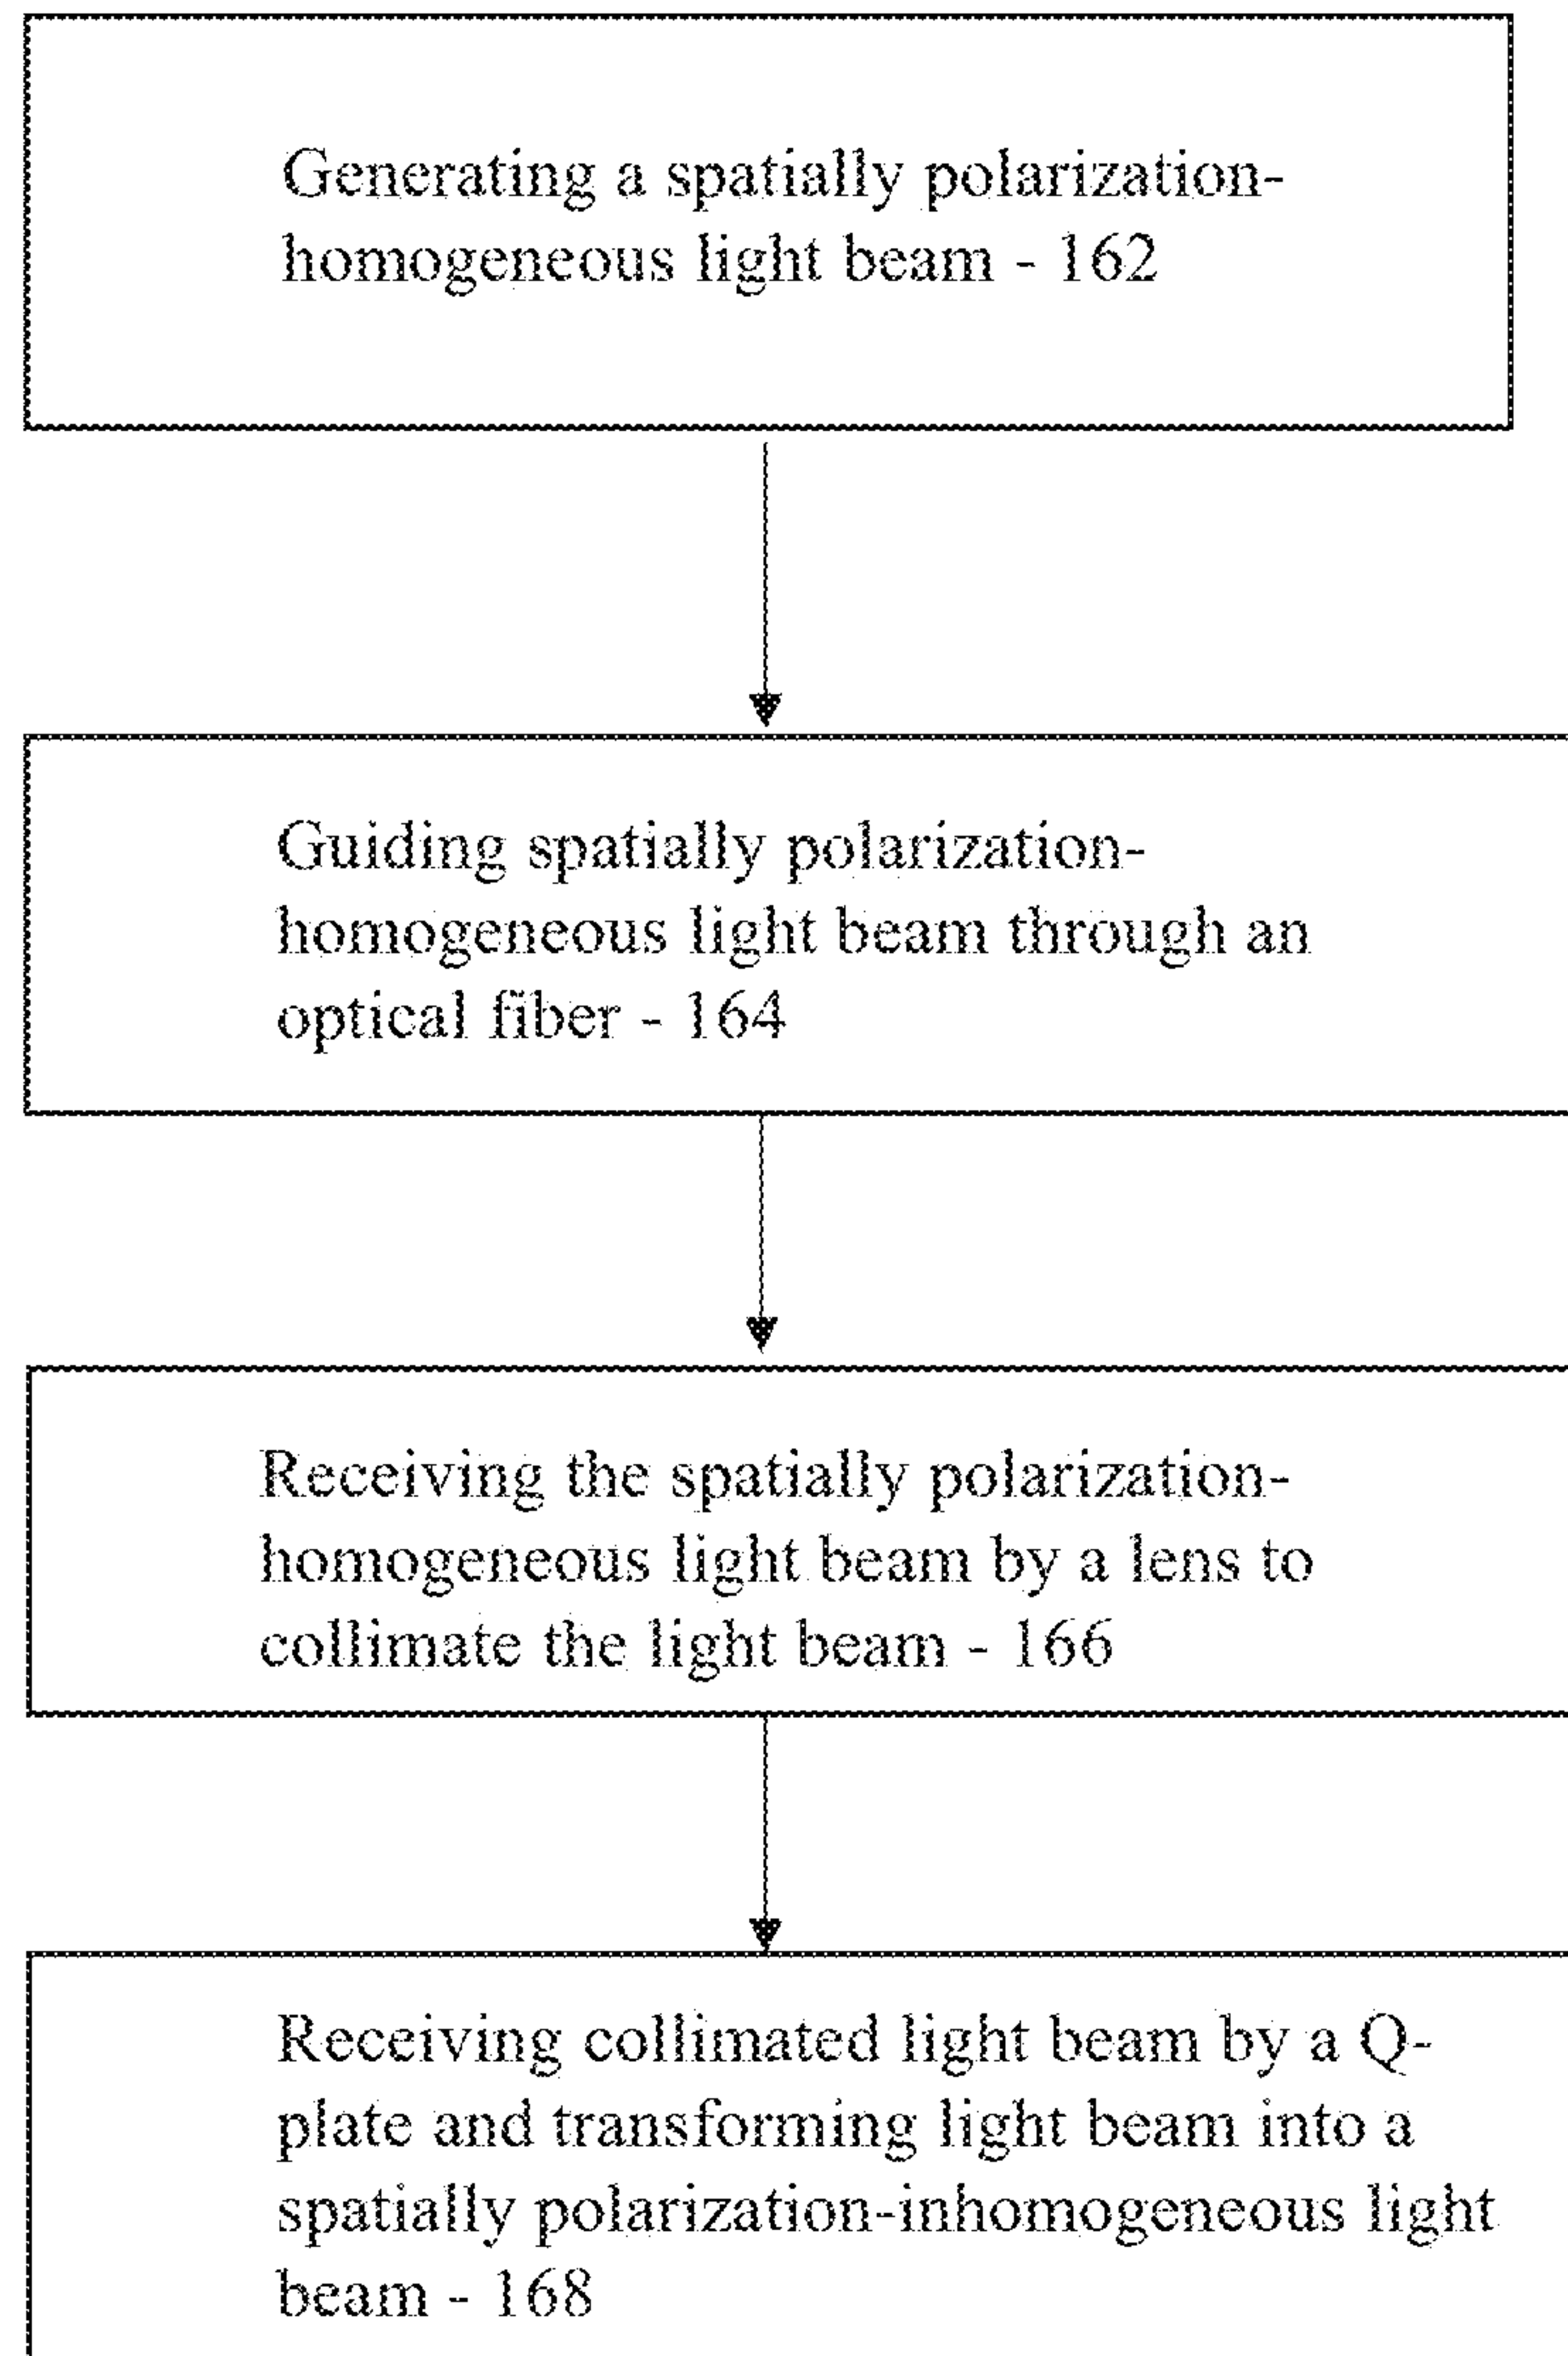 Generating a spatially polarization-
homogeneous light beam - 162
Guiding spatially polarization-
homogeneous light beam through an
optical fiber - 164
Receiving the spatially polarization-
homogeneous light beam by a lens to
collimate the light beam - 166
Receiving collimated light beam by a Q-
plate and transforming light beam into a
spatially polarization-inhomogeneous light
beam - 168